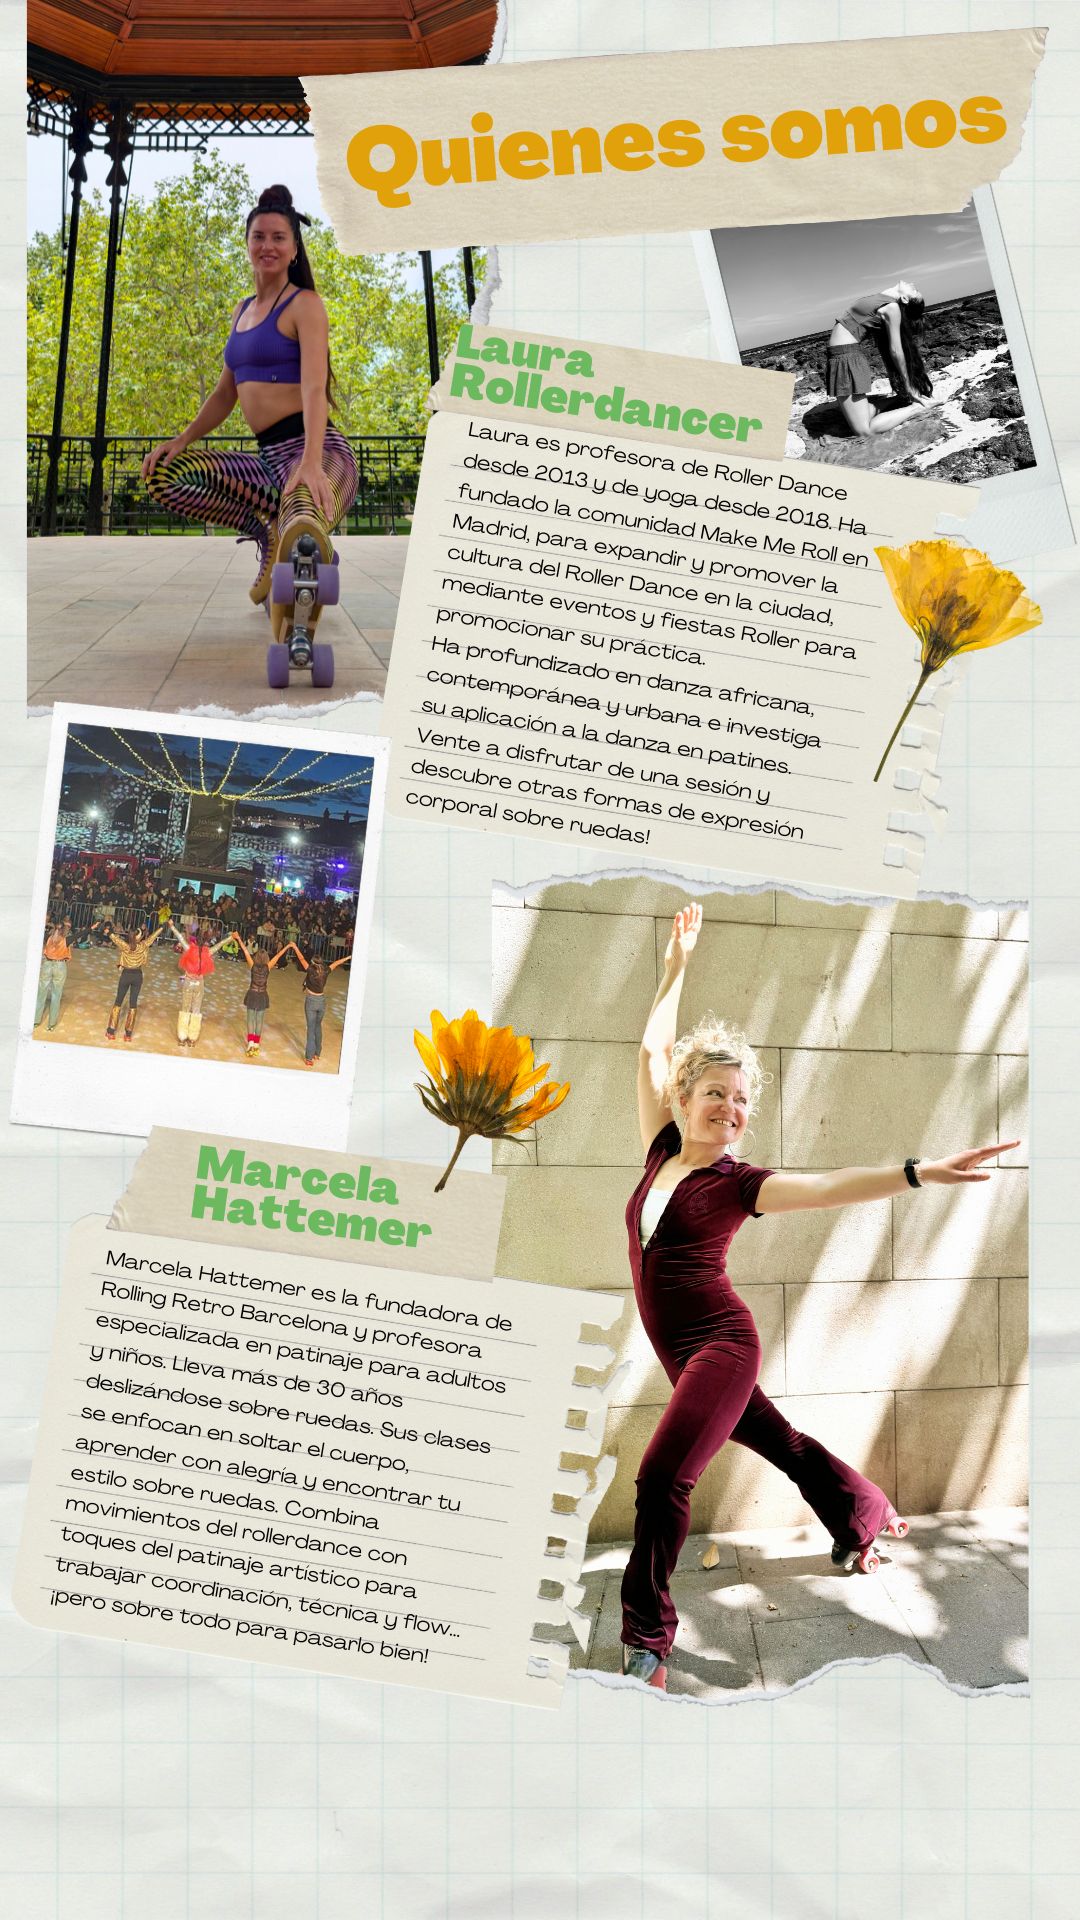 Quienes somos
Laura
Rollerdancer
Laura es profesora de Roller Dance
desde 2013 y de yoga desde 2018. Ha
fundado la comunidad Make Me Roll en
Madrid, para expandir y promover la
cultura del Roller Dance en la ciudad,
mediante eventos y fiestas Roller para
promocionar su práctica.
Ha profundizado en danza africana,
contemporánea y urbana e investiga
su aplicación a la danza en patines.
Vente a disfrutar de una sesión y
descubre otras formas de expresión
corporal sobre ruedas!
Marcela
Hattemer
Marcela Hattemer es la fundadora de
Rolling Retro Barcelona y profesora
especializada en patinaje para adultos
y niños. Lleva más de 30 años
deslizándose sobre ruedas. Sus clases
se enfocan en soltar el cuerpo,
aprender con alegría y encontrar tu
estilo sobre ruedas. Combina
movimientos del rollerdance con
toques del patinaje artístico para
trabajar coordinación, técnica y flow...
¡pero sobre todo para pasarlo bien!